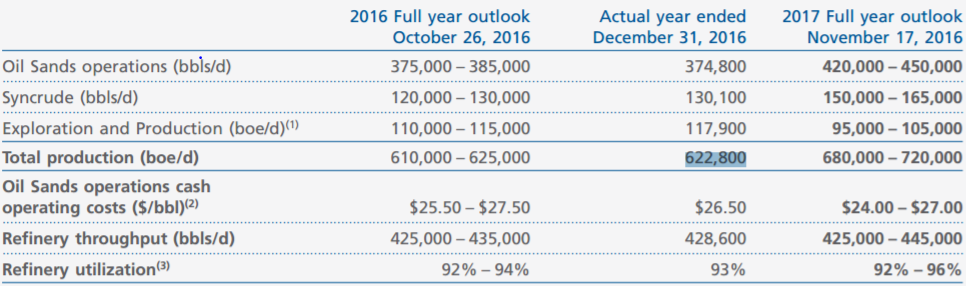 2016 Full year outlook Actual year ended 2017 Full year outlook
October 26, 2016 December 31, 2016 November 17, 2016
Oil Sands operations (bbls/d) 375,000 – 385,000 374,800 420,000 – 450,000
Syncrude (bbls/d) 120,000 – 130,000 130,100 150,000 – 165,000
Exploration and Production (boe/d)(1) 110,000 – 115,000 117,900 95,000 – 105,000
Total production (boe/d) 610,000 – 625,000 622,800 680,000 – 720,000
Oil Sands operations cash
operating costs ($/bbl)(2) $25.50 – $27.50 $26.50 $24.00 – $27.00
Refinery throughput (bbls/d) 425,000 – 435,000 428,600 425,000 – 445,000
Refinery utilization(3) 92% – 94% 93% 92% – 96%